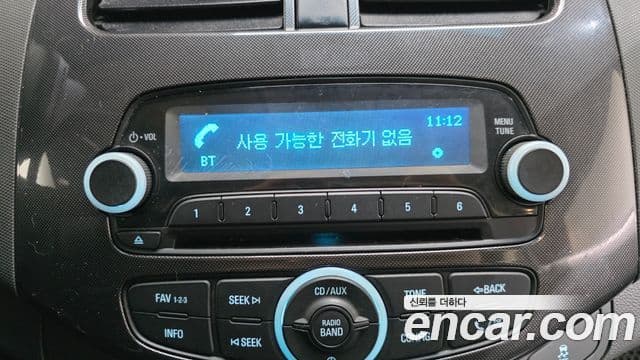 11:12
사용 가능한 전화기 없음
BT
VOL
MENU
TUNE
1 2 3 4 5 6
FAV 1-2-3
SEEK
CD/AUX
TONE
BACK
INFO
SEEK
RADIO
BAND
CONFIG
신뢰를 더하다
encar.com